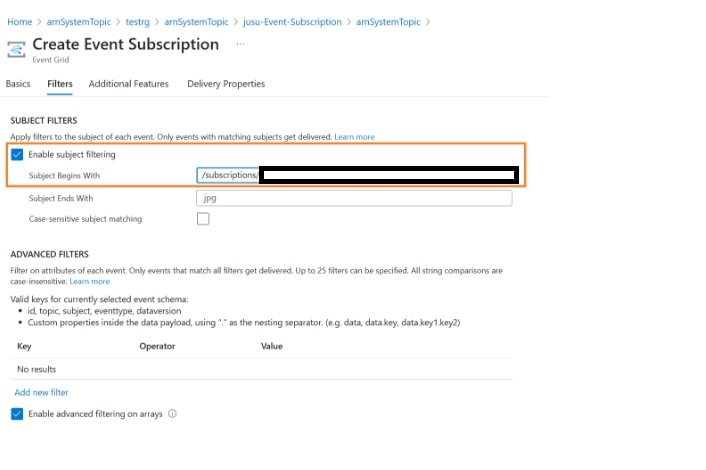 Home > arnSystemTopic > testrg > arnSystemTopic > jusu-Event-Subscription > arnSystemTopic >
Create Event Subscription ...
Event Grid
Basics Filters Additional Features Delivery Properties
SUBJECT FILTERS
Apply filters to the subject of each event. Only events with matching subjects get delivered. Learn more
Enable subject filtering
Subject Begins With /subscriptions/
Subject Ends With .jpg
Case-sensitive subject matching
ADVANCED FILTERS
Filter on attributes of each event. Only events that match all filters get delivered. Up to 25 filters can be specified. All string comparisons are
case-insensitive. Learn more
Valid keys for currently selected event schema:
• id, topic, subject, eventtype, dataversion
• Custom properties inside the data payload, using "." as the nesting separator. (e.g. data, data.key, data.key1.key2)
Key Operator Value
No results
Add new filter
Enable advanced filtering on arrays